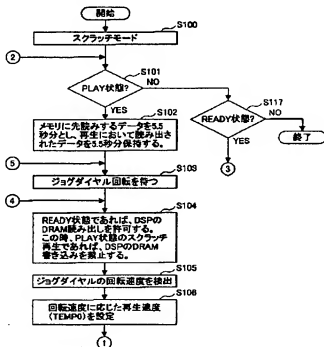 開始
S100
スクラッチモード
②
S101
PLAY状態?
NO
YES
S102
メモリに先読みするデータを5.5
秒分とし、再生において読み出さ
れたデータを5.5秒分保持する。
S117
READY状態?
NO
YES
終了
③
⑤
S103
ジョグダイヤル回転を待つ
④
S104
READY状態であれば、DSPの
DRAM読み出しを許可する。
この時、PLAY状態のスクラッチ
再生であれば、DSPのDRAM
書き込みを禁止する。
S105
ジョグダイヤルの回転速度を検出
S106
回転速度に応じた再生速度
(TEMPO)を設定
①